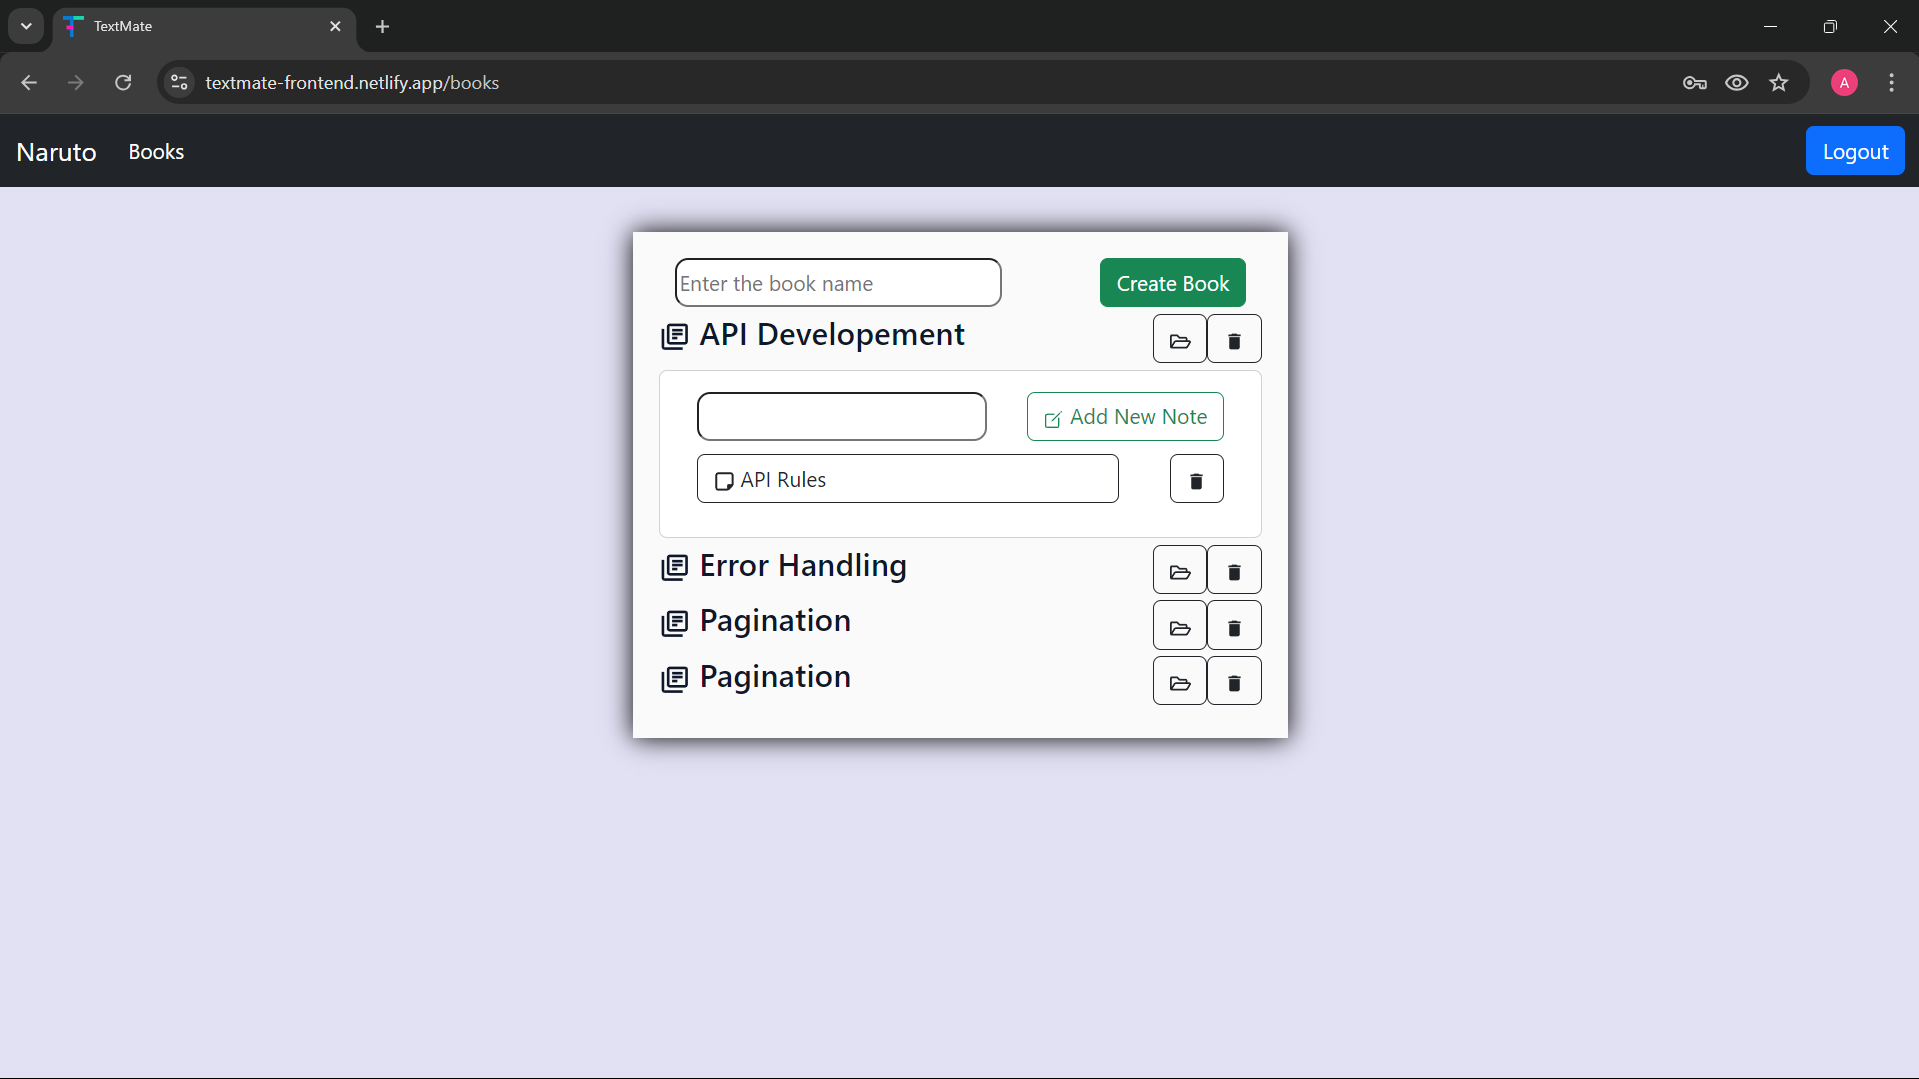 TextMate
textmate-frontend.netlify.app/books
A
Naruto Books Logout
Enter the book name Create Book
API Developement
Add New Note
API Rules
Error Handling
Pagination
Pagination